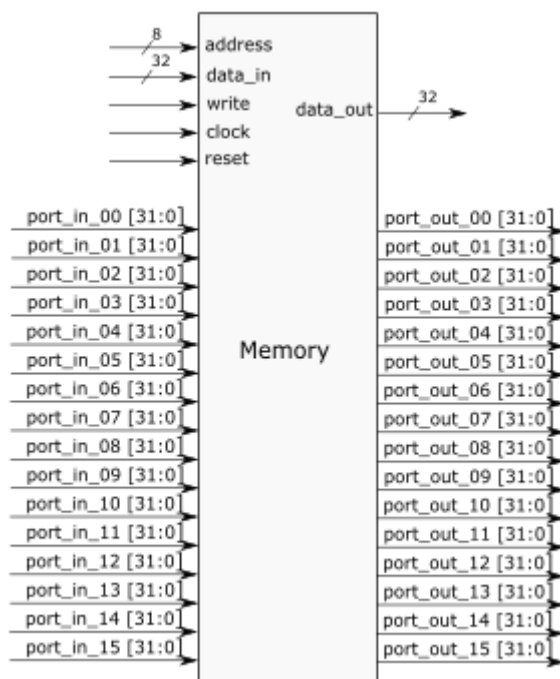 8
address
32
data_in
write
data_out
32
clock
reset
port_in_00 [31:0]
port_out_00 [31:0]
port_in_01 [31:0]
port_out_01 [31:0]
port_in_02 [31:0]
port_out_02 [31:0]
port_in_03 [31:0]
port_out_03 [31:0]
port_in_04 [31:0]
port_out_04 [31:0]
Memory
port_in_05 [31:0]
port_out_05 [31:0]
port_in_06 [31:0]
port_out_06 [31:0]
port_in_07 [31:0]
port_out_07 [31:0]
port_in_08 [31:0]
port_out_08 [31:0]
port_in_09 [31:0]
port_out_09 [31:0]
port_in_10 [31:0]
port_out_10 [31:0]
port_in_11 [31:0]
port_out_11 [31:0]
port_in_12 [31:0]
port_out_12 [31:0]
port_in_13 [31:0]
port_out_13 [31:0]
port_in_14 [31:0]
port_out_14 [31:0]
port_in_15 [31:0]
port_out_15 [31:0]